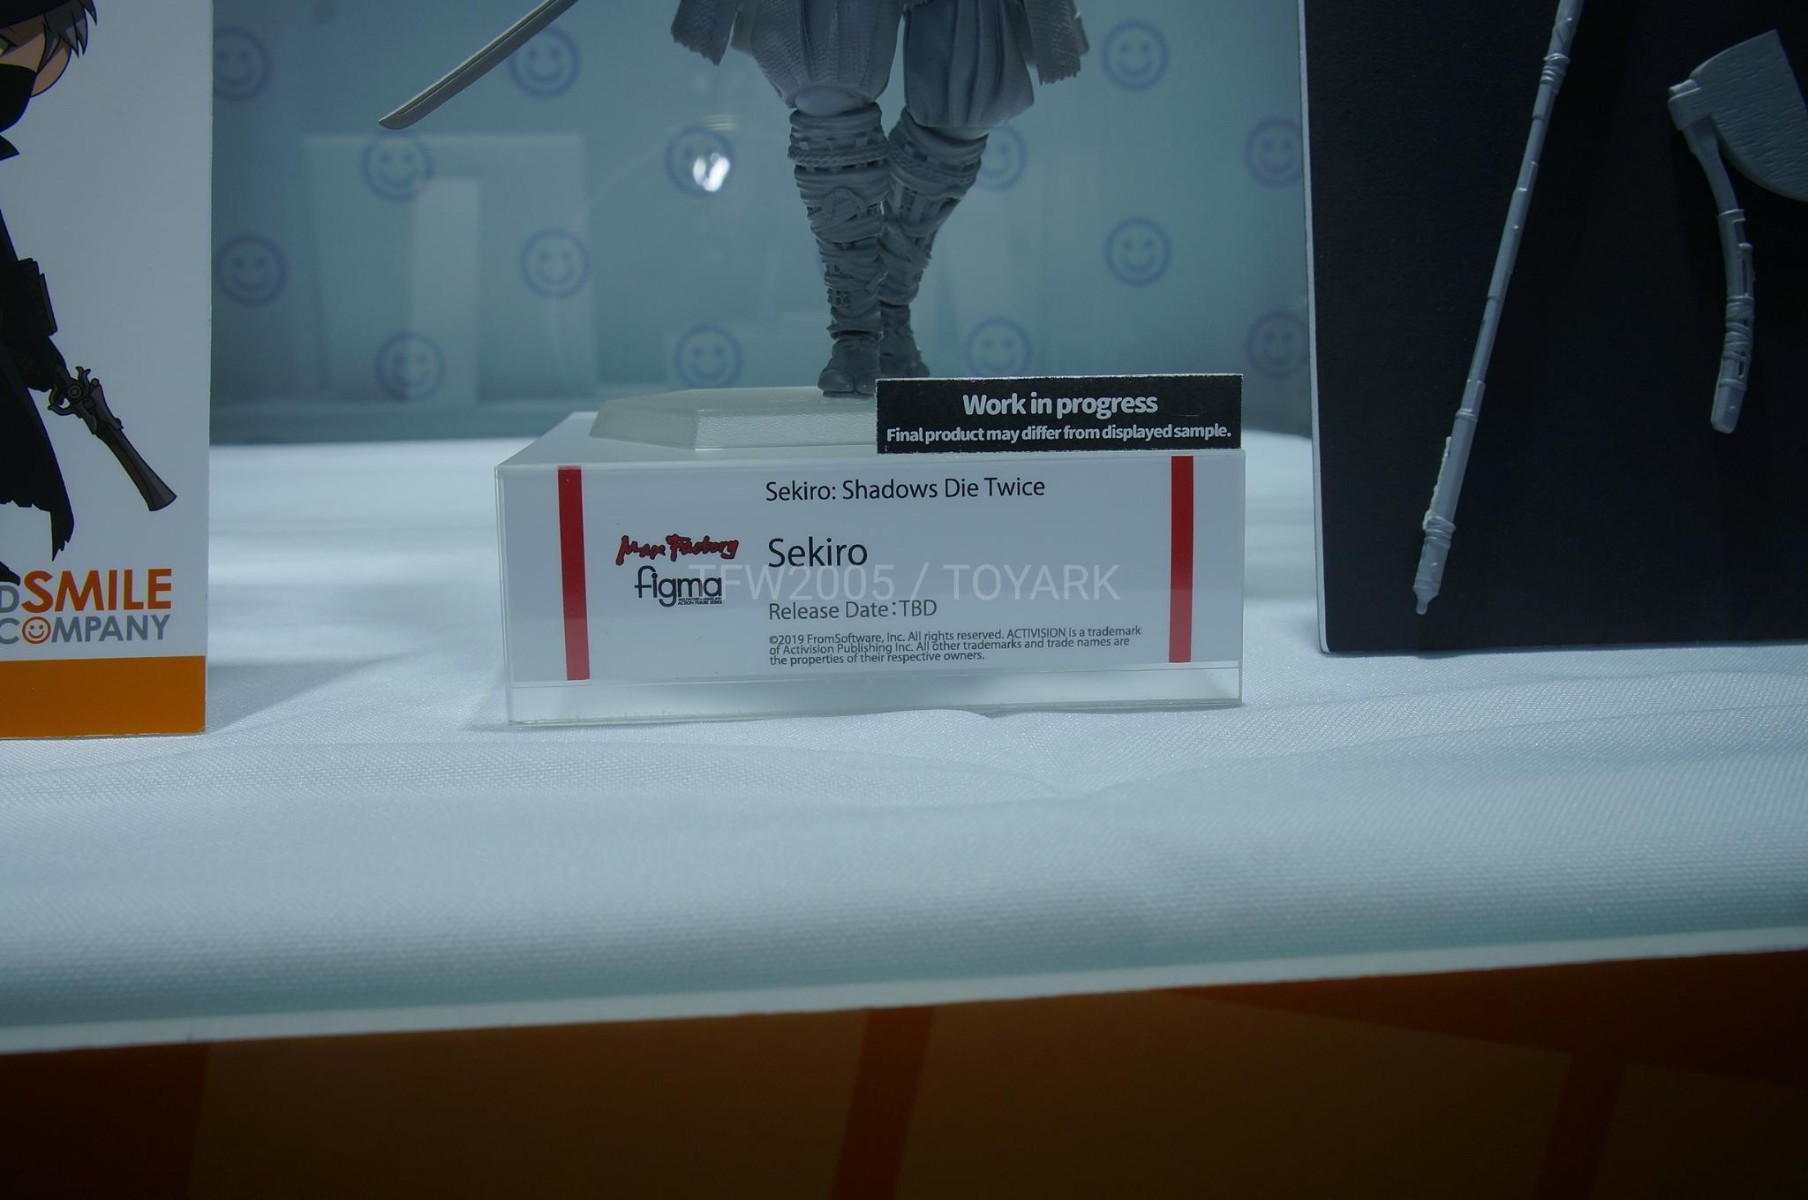 Work in progress
Final product may differ from displayed sample.
Sekiro: Shadows Die Twice
Max Factory
figma
Sekiro
TFW2005 / TOYARK
Release Date:TBD
©2019 FromSoftware, Inc. All rights reserved. ACTIVISION is a trademark
of Activision Publishing Inc. All other trademarks and trade names are
the properties of their respective owners.
D SMILE
COMPANY